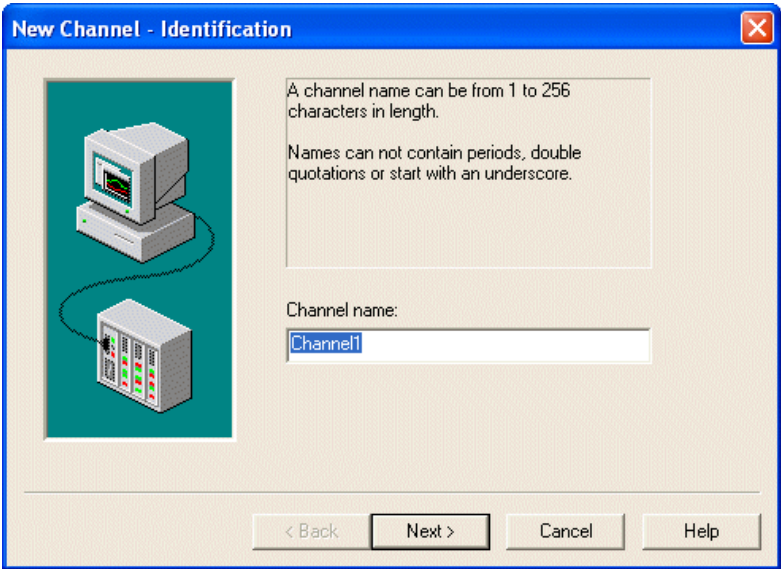 New Channel - Identification
A channel name can be from 1 to 256
characters in length.
Names can not contain periods, double
quotations or start with an underscore.
Channel name:
Channel1
< Back
Next >
Cancel
Help